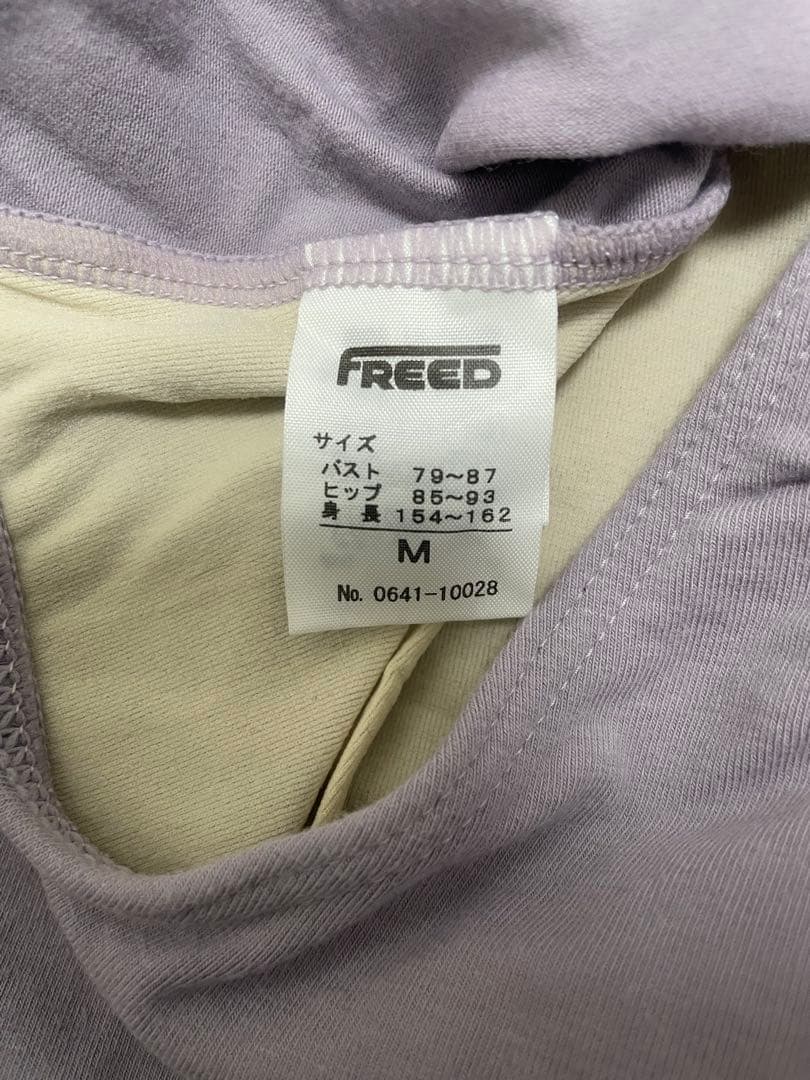 FREED
サイズ
バスト 79～87
ヒップ 85～93
身長 154～162
M
No. 0641-10028